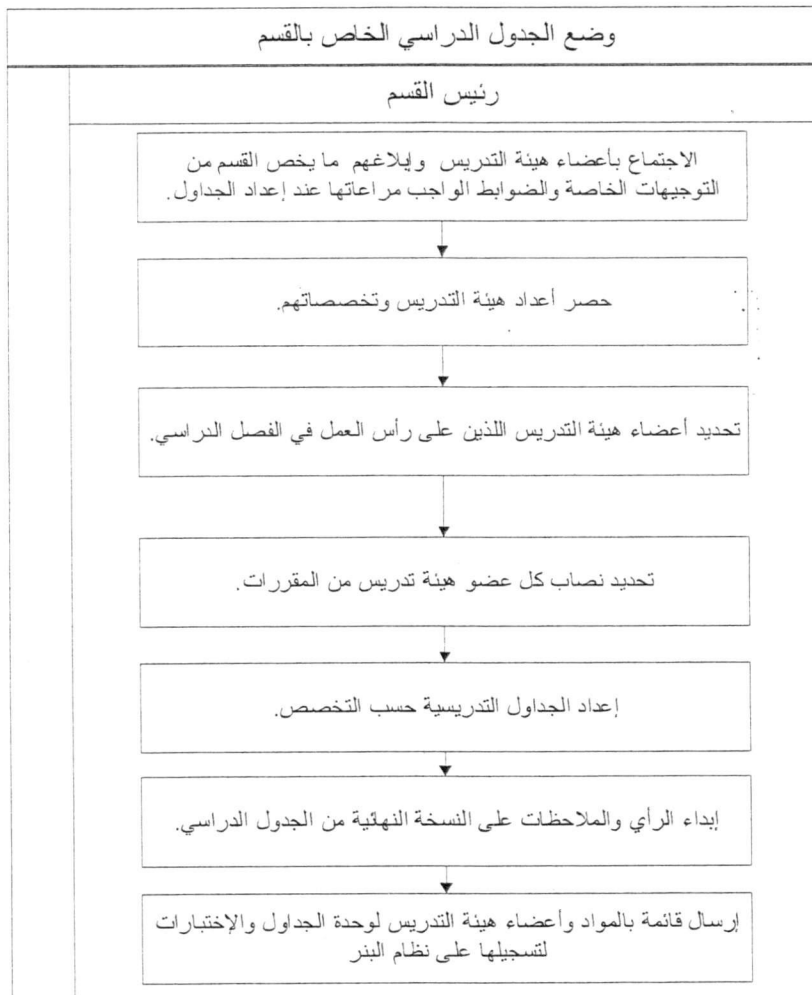 وضع الجدول الدراسي الخاص بالقسم
رئيس القسم
الاجتماع بأعضاء هيئة التدريس وإبلاغهم ما يخص القسم من
التوجيهات الخاصة والضوابط الواجب مراعاتها عند إعداد الجداول.
حصر أعداد هيئة التدريس وتخصصاتهم.
تحديد أعضاء هيئة التدريس اللذين على رأس العمل في الفصل الدراسي.
تحديد نصاب كل عضو هيئة تدريس من المقررات.
إعداد الجداول التدريسية حسب التخصص.
إبداء الرأي والملاحظات على النسخة النهائية من الجدول الدراسي.
إرسال قائمة بالمواد وأعضاء هيئة التدريس لوحدة الجداول والإختبارات
لتسجيلها على نظام البنر